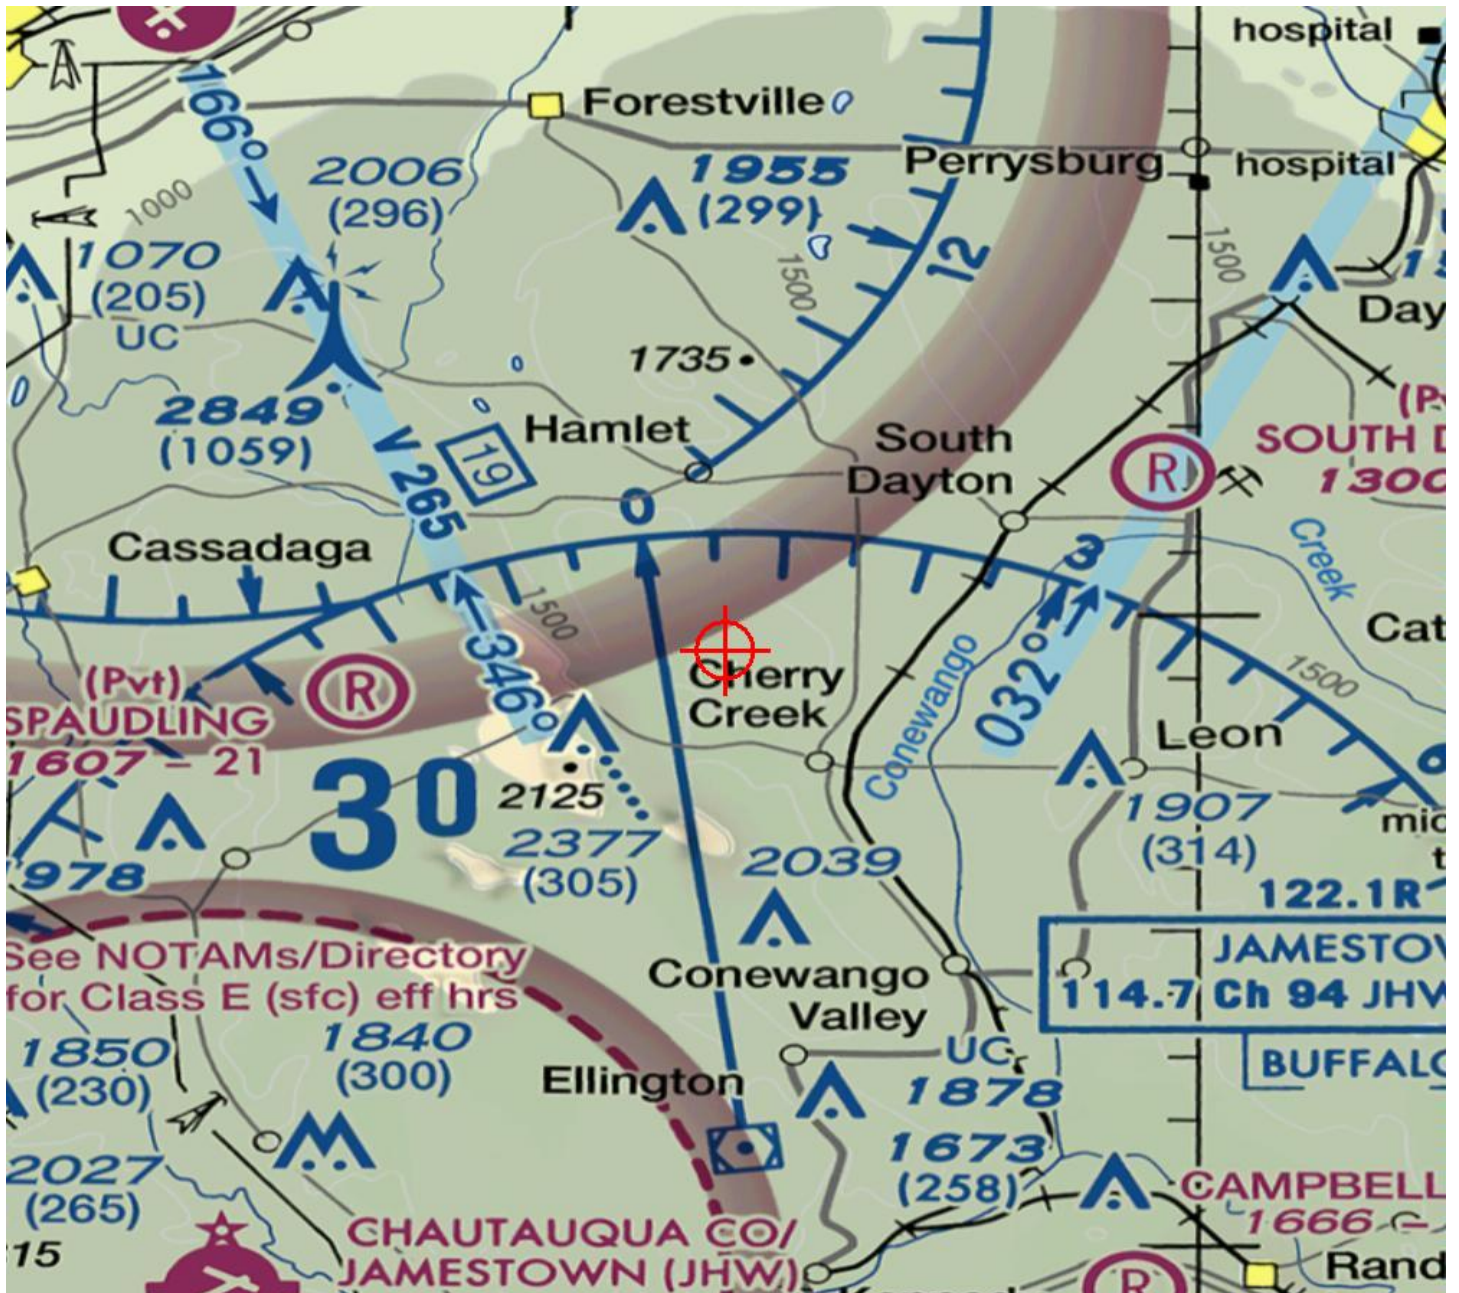 hospital
Forestville
166°
Perrysburg
hospital
2006
(296)
1955
(299)
1000
1500
1070
(205)
UC
12
1500
Day
1735
2849
(1059)
V 265
19
Hamlet
South
Dayton
R
SOUTH D
1300
0
Cassadaga
3
Creek
1500
Cat
(Pvt)
SPAUDLING
1607 - 21
R
346°
Cherry
Creek
Conewango
032°
1500
Leon
6
30
2125
2377
(305)
2039
1907
(314)
978
122.1R
See NOTAMs/Directory
for Class E (sfc) eff hrs
Conewango
Valley
JAMESTOW
114.7 Ch 94 JHW
BUFFALO
1850
(230)
1840
(300)
Ellington
UC
1878
1673
(258)
2027
(265)
CAMPBELL
1666
15
CHAUTAUQUA CO/
JAMESTOWN (JHW)
R
Rand